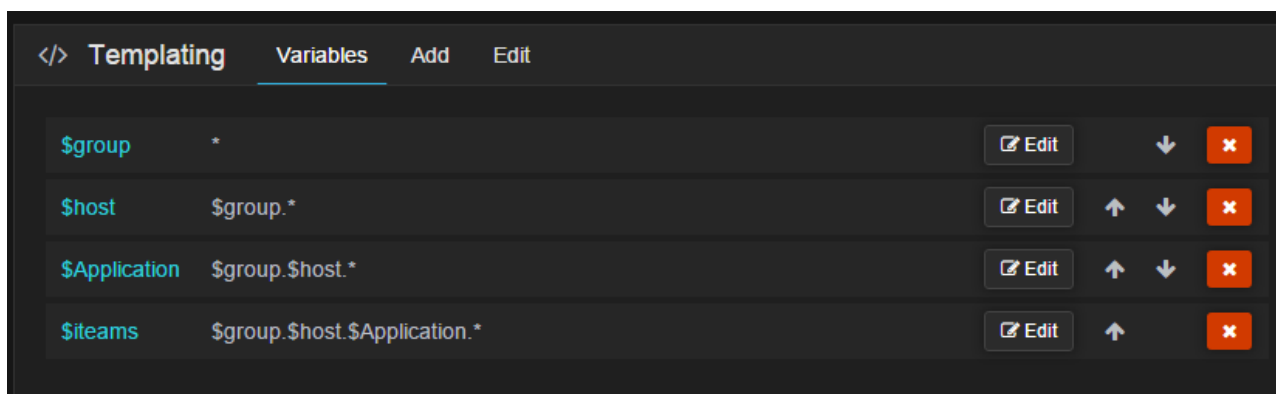 </> Templating Variables Add Edit
$group * Edit
$host $group.* Edit
$Application $group.$host.* Edit
$iteams $group.$host.$Application.* Edit